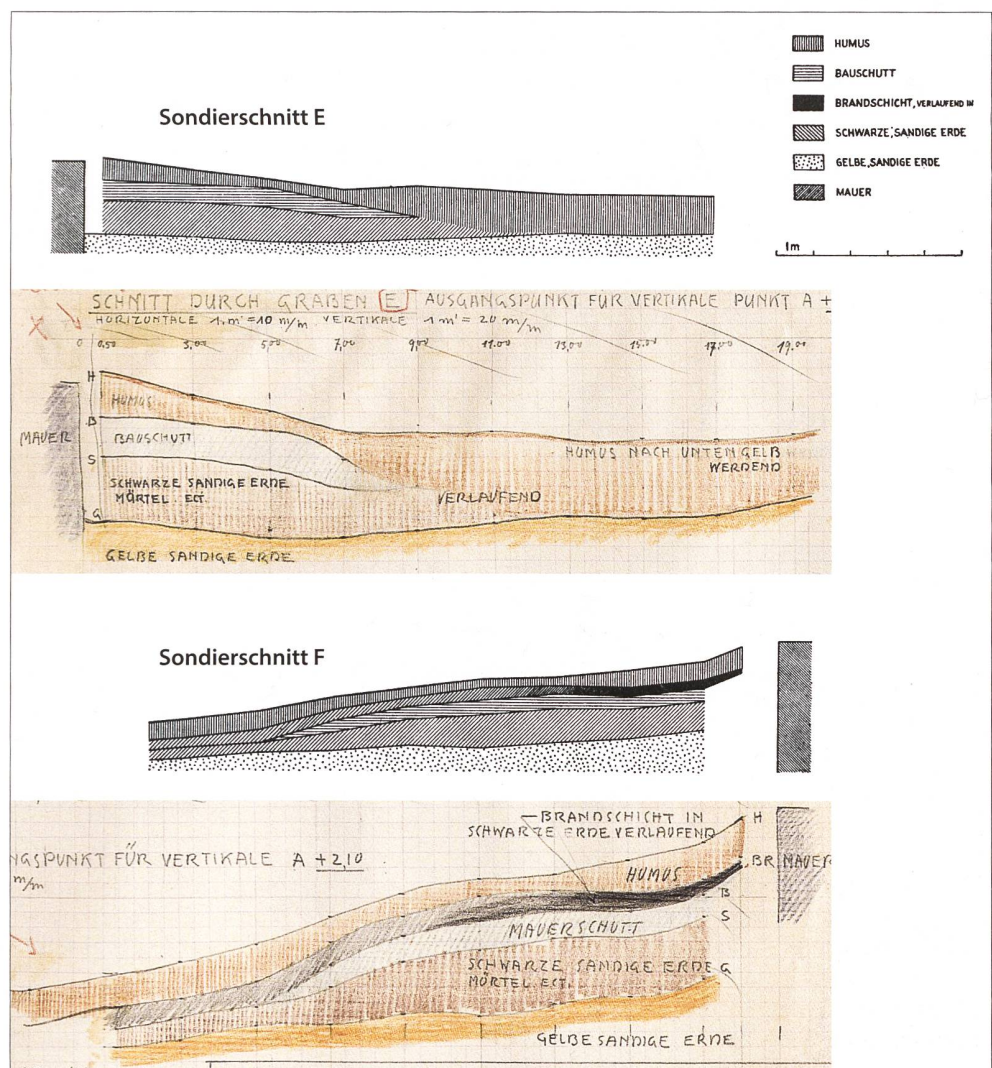 HUMUS
BAUSCHUTT
BRANDSCHICHT, VERLAUFEND IN
SCHWARZE, SANDIGE ERDE
GELBE, SANDIGE ERDE
MAUER
1m
Sondierschnitt E
SCHNITT DURCH GRABEN E AUSGANGSPUNKT FÜR VERTIKALE PUNKT A +
HORIZONTALE 1 m' = 10 m/m VERTIKALE 1 m' = 20 m/m
0 0.50 3,00 5,00 7,00 9,00 11.00 13,00 15.00 17.00 19.00
H
HUMUS
B
MAUER
BAUSCHUTT
HUMUS NACH UNTEN GELB
WERDEND
S
SCHWARZE SANDIGE ERDE
MÖRTEL ECT.
VERLAUFEND
G
GELBE SANDIGE ERDE
Sondierschnitt F
BRANDSCHICHT IN
SCHWARZE ERDE VERLAUFEND
H
NGSPUNKT FÜR VERTIKALE A +2,10
m/m
HUMUS
BR MAUER
B
S
MAUERSCHUTT
SCHWARZE SANDIGE ERDE G
MÖRTEL ECT.
GELBE SANDIGE ERDE